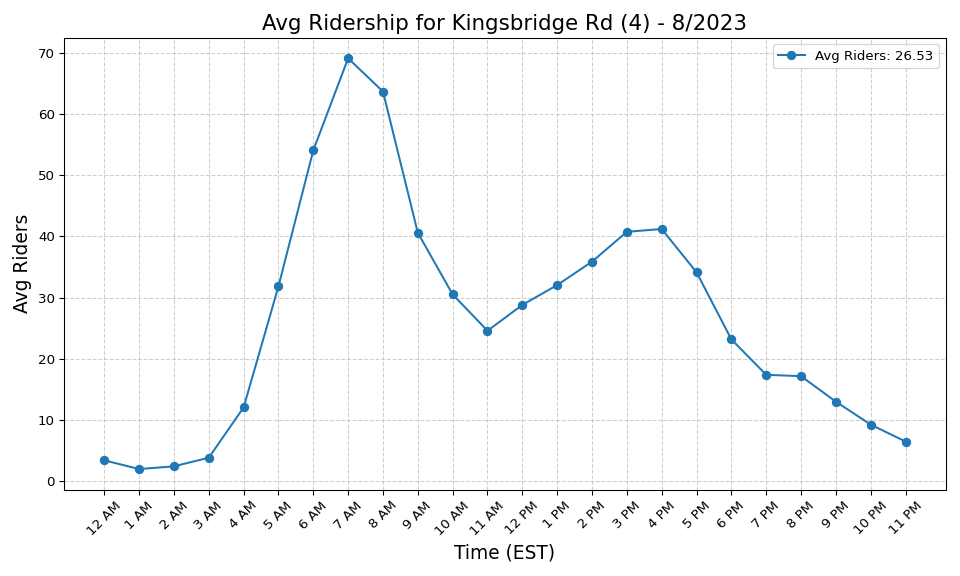 Avg Ridership for Kingsbridge Rd (4) - 8/2023
Avg Riders: 26.53
Avg Riders
70
60
50
40
30
20
10
0
12 AM
1 AM
2 AM
3 AM
4 AM
5 AM
6 AM
7 AM
8 AM
9 AM
10 AM
11 AM
12 PM
1 PM
2 PM
3 PM
4 PM
5 PM
6 PM
7 PM
8 PM
9 PM
10 PM
11 PM
Time (EST)